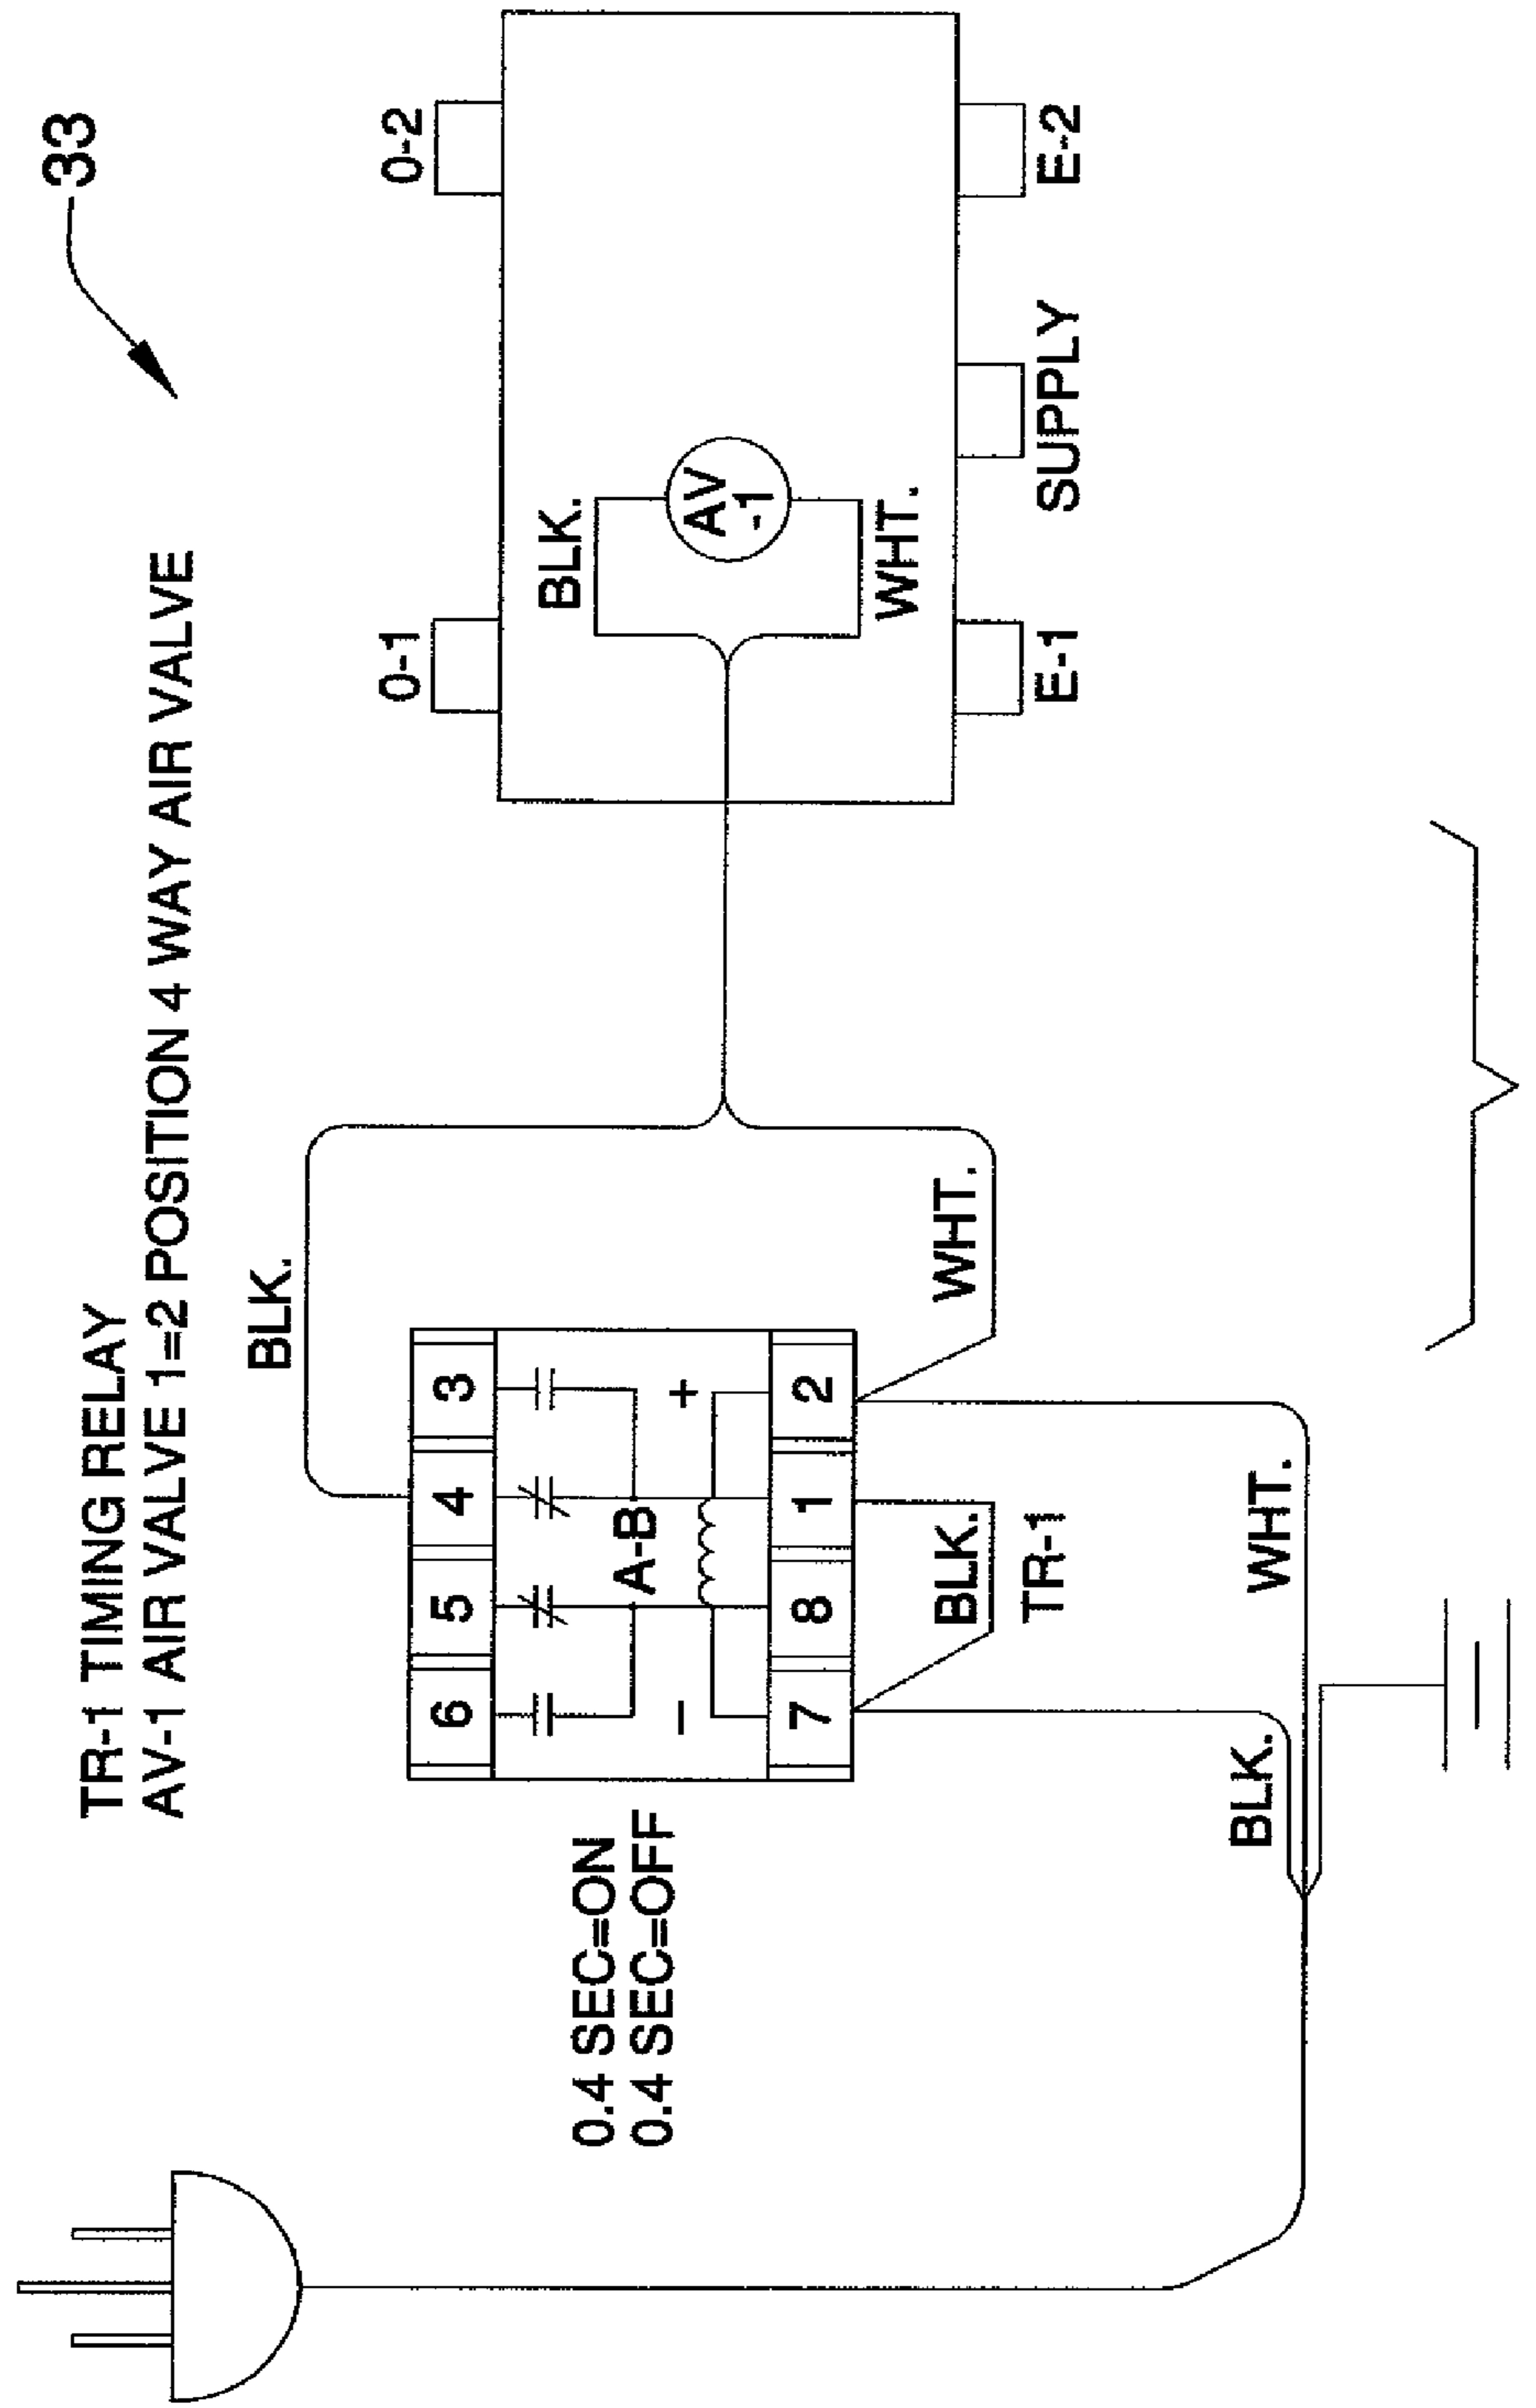 33
TR-1 TIMING RELAY
AV-1 AIR VALVE 1=2 POSITION 4 WAY AIR VALVE
BLK.
0-1
0-2
6
5
4
3
BLK.
AV
-1
0.4 SEC=ON
0.4 SEC=OFF
A-B
−
+
7
8
1
2
WHT.
E-1
SUPPLY
E-2
BLK.
WHT.
TR-1
BLK.
WHT.